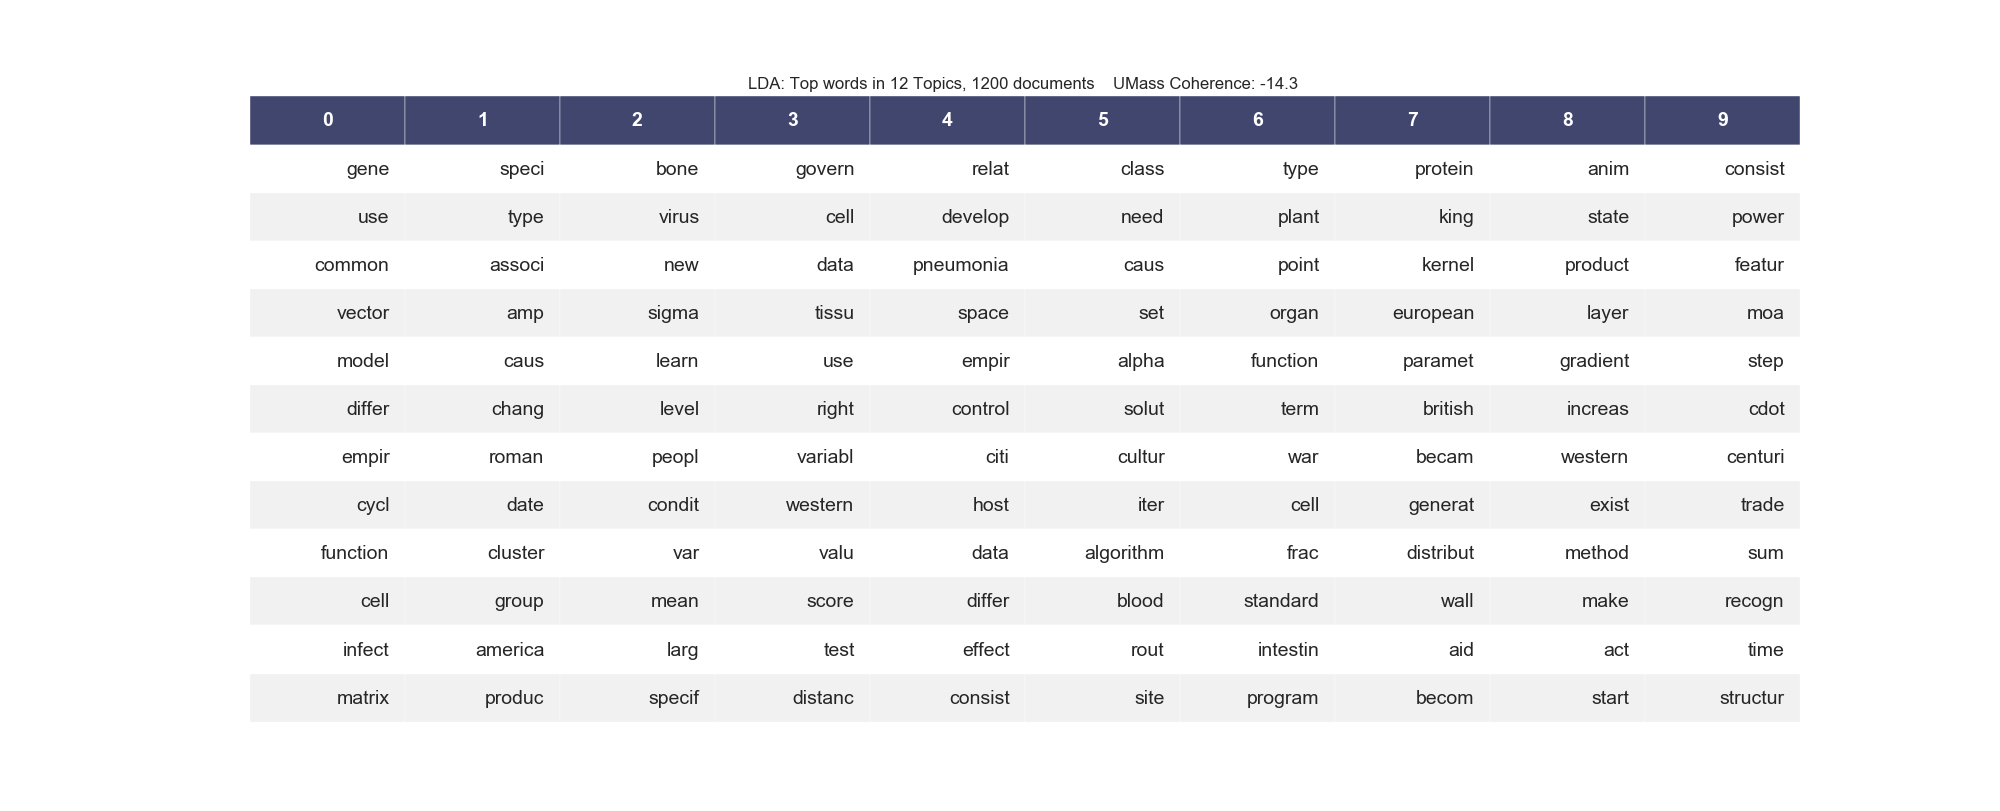 LDA: Top words in 12 Topics, 1200 documents    UMass Coherence: -14.3
0 1 2 3 4 5 6 7 8 9
gene speci bone govern relat class type protein anim consist
use type virus cell develop need plant king state power
common associ new data pneumonia caus point kernel product featur
vector amp sigma tissu space set organ european layer moa
model caus learn use empir alpha function paramet gradient step
differ chang level right control solut term british increas cdot
empir roman peopl variabl citi cultur war becam western centuri
cycl date condit western host iter cell generat exist trade
function cluster var valu data algorithm frac distribut method sum
cell group mean score differ blood standard wall make recogn
infect america larg test effect rout intestin aid act time
matrix produc specif distanc consist site program becom start structur